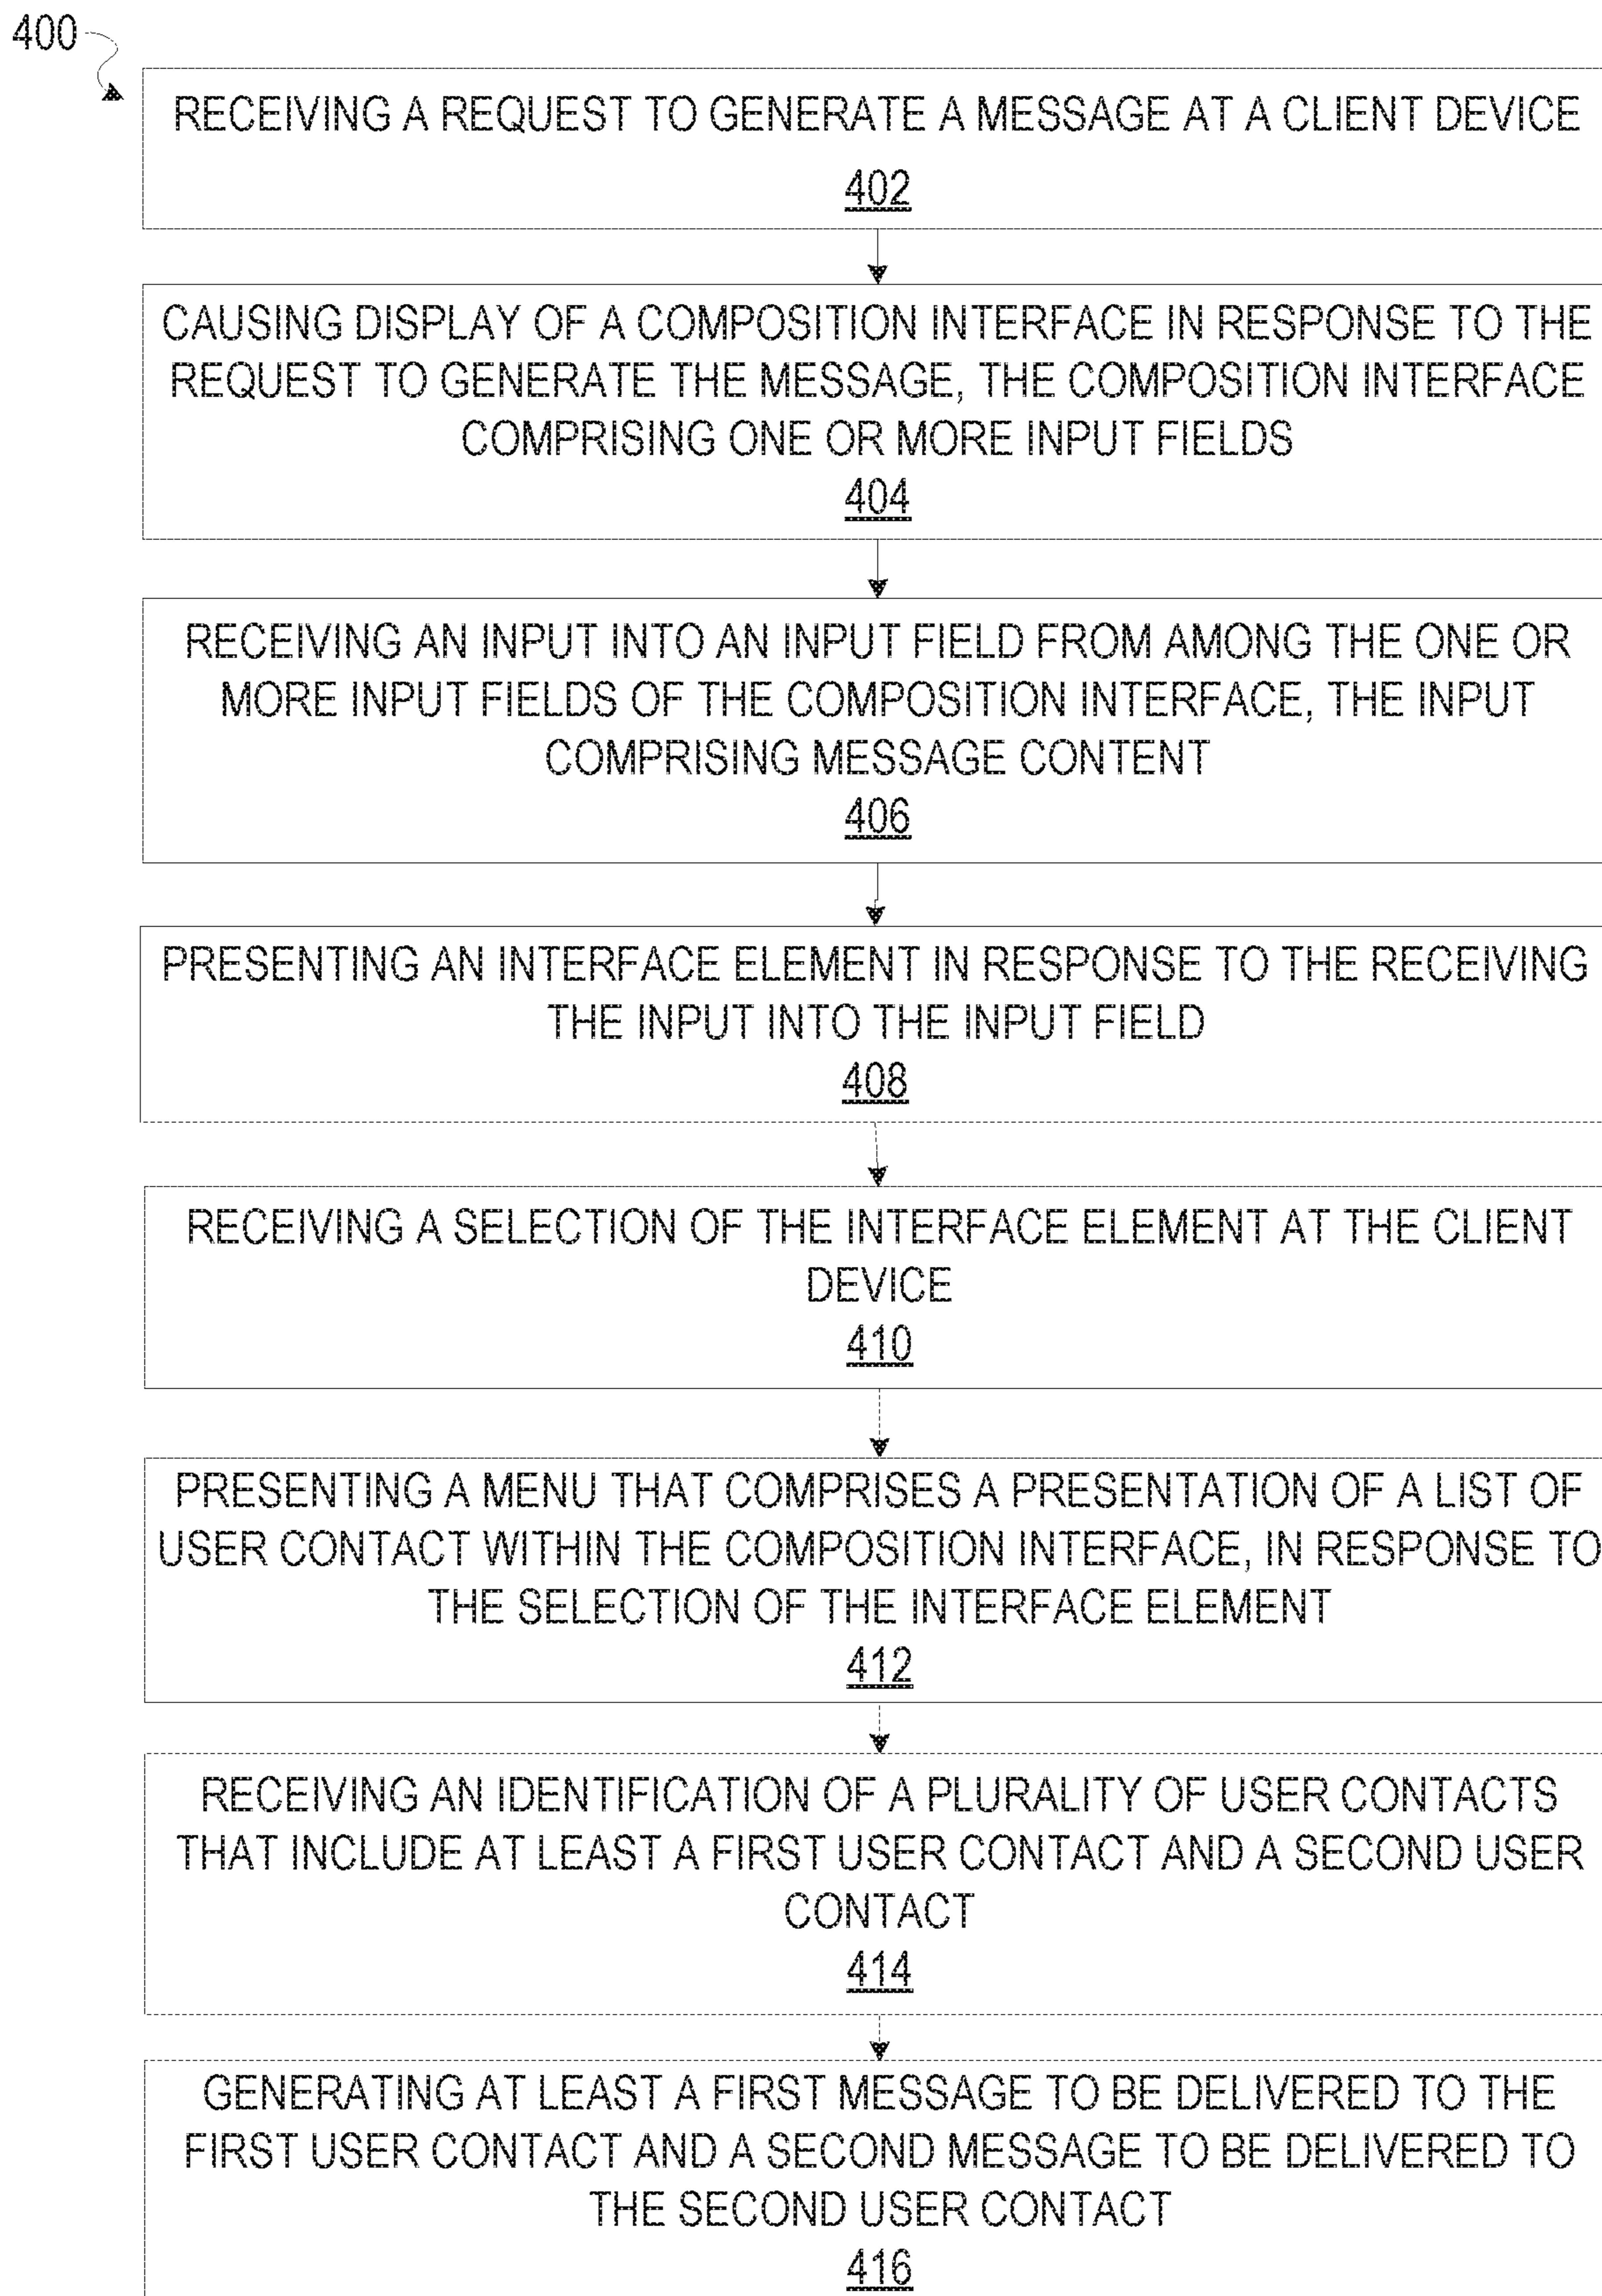 400
RECEIVING A REQUEST TO GENERATE A MESSAGE AT A CLIENT DEVICE
402
CAUSING DISPLAY OF A COMPOSITION INTERFACE IN RESPONSE TO THE
REQUEST TO GENERATE THE MESSAGE, THE COMPOSITION INTERFACE
COMPRISING ONE OR MORE INPUT FIELDS
404
RECEIVING AN INPUT INTO AN INPUT FIELD FROM AMONG THE ONE OR
MORE INPUT FIELDS OF THE COMPOSITION INTERFACE, THE INPUT
COMPRISING MESSAGE CONTENT
406
PRESENTING AN INTERFACE ELEMENT IN RESPONSE TO THE RECEIVING
THE INPUT INTO THE INPUT FIELD
408
RECEIVING A SELECTION OF THE INTERFACE ELEMENT AT THE CLIENT
DEVICE
410
PRESENTING A MENU THAT COMPRISES A PRESENTATION OF A LIST OF
USER CONTACT WITHIN THE COMPOSITION INTERFACE, IN RESPONSE TO
THE SELECTION OF THE INTERFACE ELEMENT
412
RECEIVING AN IDENTIFICATION OF A PLURALITY OF USER CONTACTS
THAT INCLUDE AT LEAST A FIRST USER CONTACT AND A SECOND USER
CONTACT
414
GENERATING AT LEAST A FIRST MESSAGE TO BE DELIVERED TO THE
FIRST USER CONTACT AND A SECOND MESSAGE TO BE DELIVERED TO
THE SECOND USER CONTACT
416